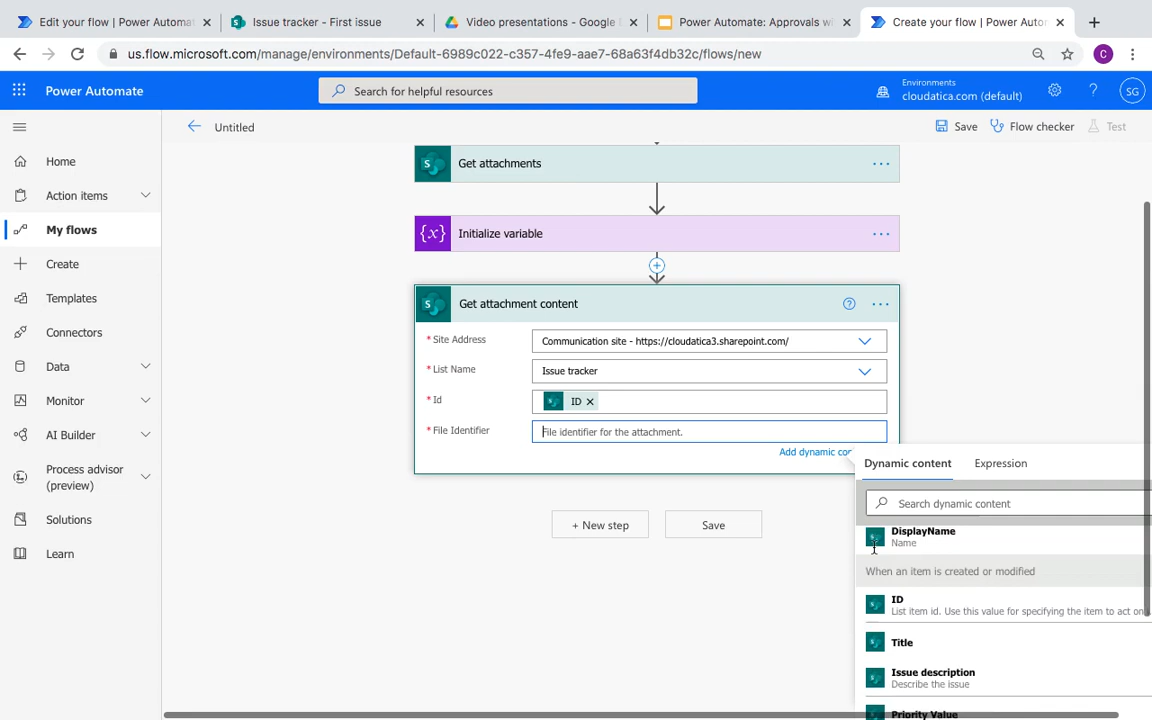 Edit your flow | Power Automat
Issue tracker - First issue
Video presentations - Google
Power Automate: Approvals wi
Create your flow | Power Auto
us.flow.microsoft.com/manage/environments/Default-6989c022-c357-4fe9-aae7-68a63f4db32c/flows/new
C
Power Automate
Search for helpful resources
Environments
cloudatica.com (default)
?
SG
Untitled
Save
Flow checker
Test
Home
Action items
My flows
Create
Templates
Connectors
Data
Monitor
AI Builder
Process advisor
(preview)
Solutions
Learn
Get attachments
...
{x}
Initialize variable
...
Get attachment content
?
...
* Site Address
Communication site - https://cloudatica3.sharepoint.com/
* List Name
Issue tracker
* Id
ID
* File Identifier
File identifier for the attachment.
Add dynamic con
+ New step
Save
Dynamic content
Expression
Search dynamic content
DisplayName
Name
When an item is created or modified
ID
List item id. Use this value for specifying the item to act on
Title
Issue description
Describe the issue
Priority Value